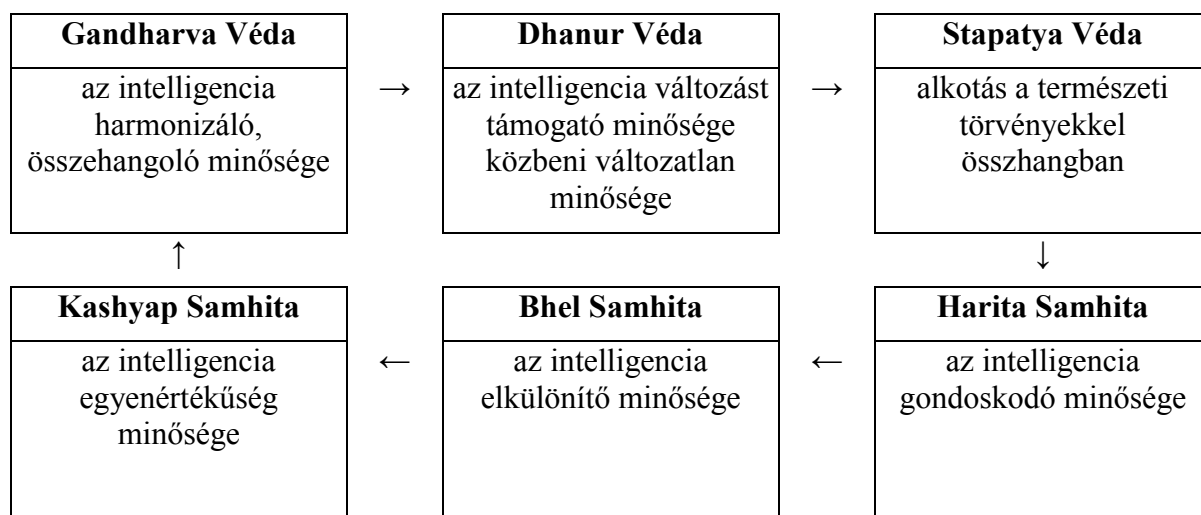 Gandharva Véda
az intelligencia
harmonizáló,
összehangoló minősége
→
Dhanur Véda
az intelligencia változást
támogató minősége
közbeni változatlan
minősége
→
Stapatya Véda
alkotás a természeti
törvényekkel
összhangban
↑
↓
Kashyap Samhita
az intelligencia
egyenértékűség
minősége
←
Bhel Samhita
az intelligencia
elkülönítő minősége
←
Harita Samhita
az intelligencia
gondoskodó minősége